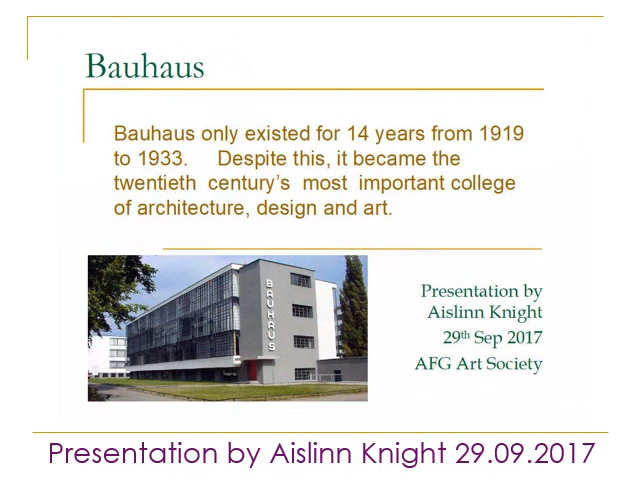 Bauhaus
Bauhaus only existed for 14 years from 1919
to 1933. Despite this, it became the
twentieth century’s most important college
of architecture, design and art.
BAUHAUS
Presentation by
Aislinn Knight
29th Sep 2017
AFG Art Society
Presentation by Aislinn Knight 29.09.2017